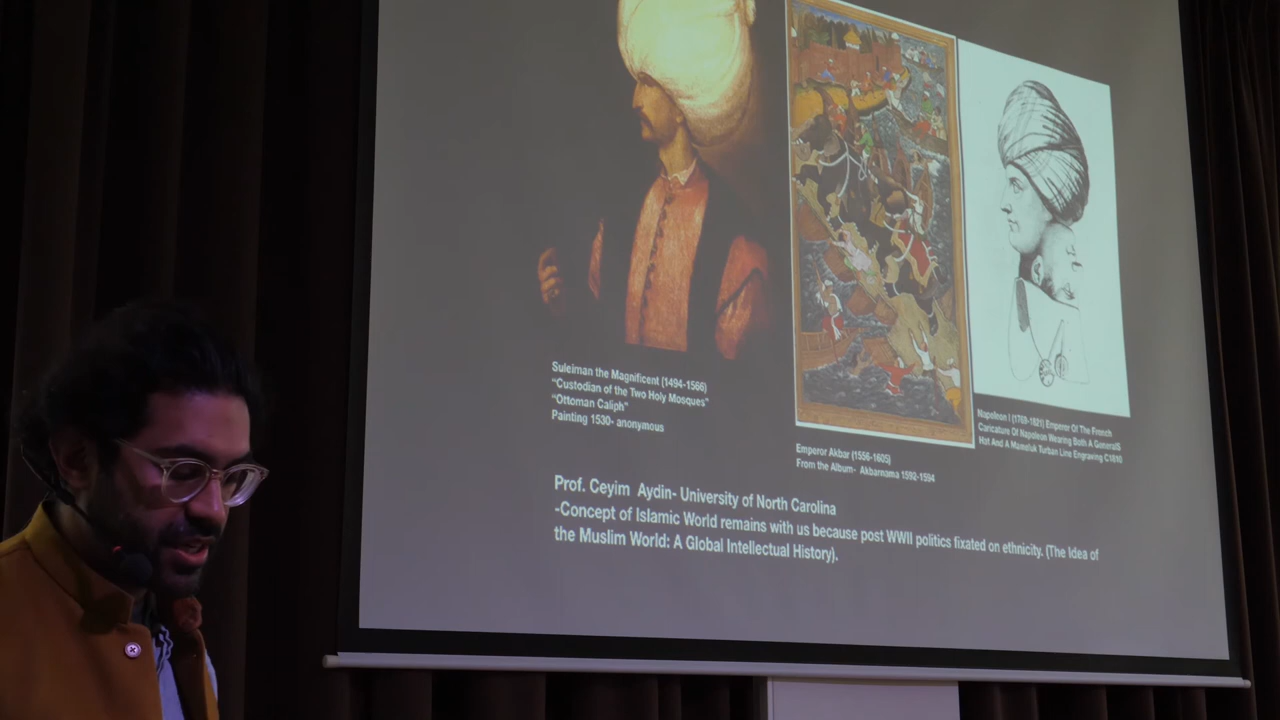 Suleiman the Magnificent (1494-1566)
"Custodian of the Two Holy Mosques"
"Ottoman Caliph"
Painting 1530- anonymous
Emperor Akbar (1556-1605)
From the Album- Akbarnama 1592-1594
Napoleon I (1769-1821) Emperor Of The French
Caricature Of Napoleon Wearing Both A Generals
Hat And A Mamuluk Turban Line Engraving C1810
Prof. Ceyim Aydin- University of North Carolina
-Concept of Islamic World remains with us because post WWII politics fixated on ethnicity. (The Idea of
the Muslim World: A Global Intellectual History).